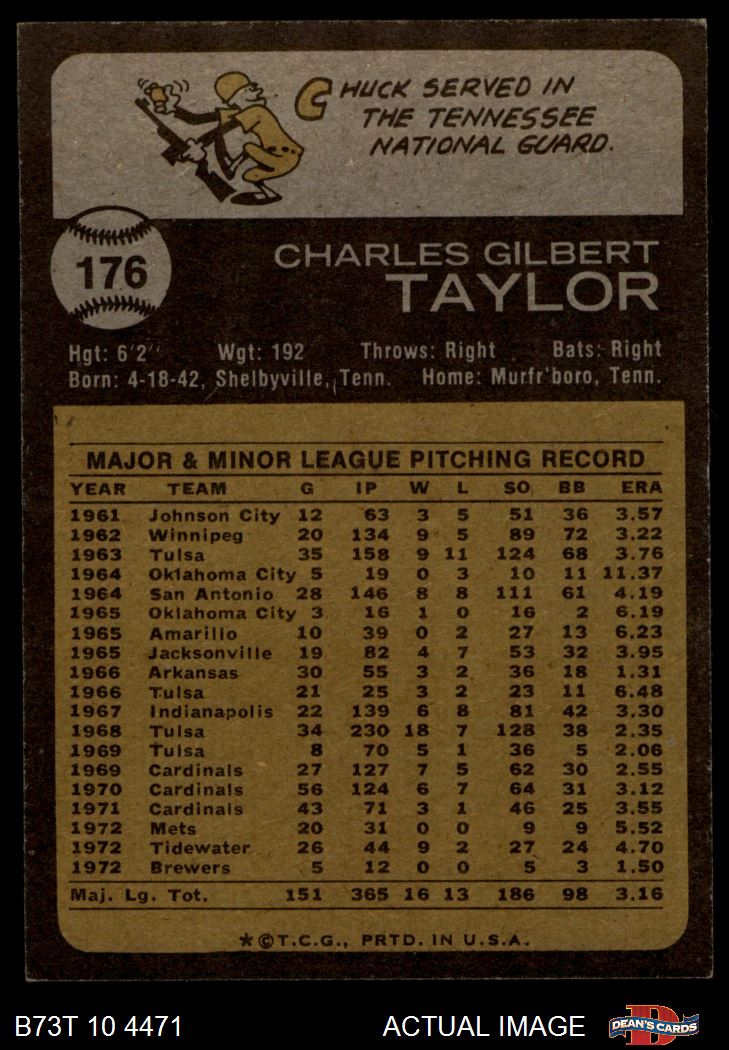 CHUCK SERVED IN
THE TENNESSEE
NATIONAL GUARD.
176
CHARLES GILBERT
TAYLOR
Hgt: 6'2" Wgt: 192 Throws: Right Bats: Right
Born: 4-18-42, Shelbyville, Tenn. Home: Murfr'boro, Tenn.
MAJOR & MINOR LEAGUE PITCHING RECORD
YEAR TEAM G IP W L SO BB ERA
1961 Johnson City 12 63 3 5 51 36 3.57
1962 Winnipeg 20 134 9 5 89 72 3.22
1963 Tulsa 35 158 9 11 124 68 3.76
1964 Oklahoma City 5 19 0 3 10 11 11.37
1964 San Antonio 28 146 8 8 111 61 4.19
1965 Oklahoma City 3 16 1 0 16 2 6.19
1965 Amarillo 10 39 0 2 27 13 6.23
1965 Jacksonville 19 82 4 7 53 32 3.95
1966 Arkansas 30 55 3 2 36 18 1.31
1966 Tulsa 21 25 3 2 23 11 6.48
1967 Indianapolis 22 139 6 8 81 42 3.30
1968 Tulsa 34 230 18 7 128 38 2.35
1969 Tulsa 8 70 5 1 36 5 2.06
1969 Cardinals 27 127 7 5 62 30 2.55
1970 Cardinals 56 124 6 7 64 31 3.12
1971 Cardinals 43 71 3 1 46 25 3.55
1972 Mets 20 31 0 0 9 9 5.52
1972 Tidewater 26 44 9 2 27 24 4.70
1972 Brewers 5 12 0 0 5 3 1.50
Maj. Lg. Tot. 151 365 16 13 186 98 3.16
*©T.C.G., PRTD. IN U.S.A.
B73T 10 4471 ACTUAL IMAGE DEAN'S CARDS